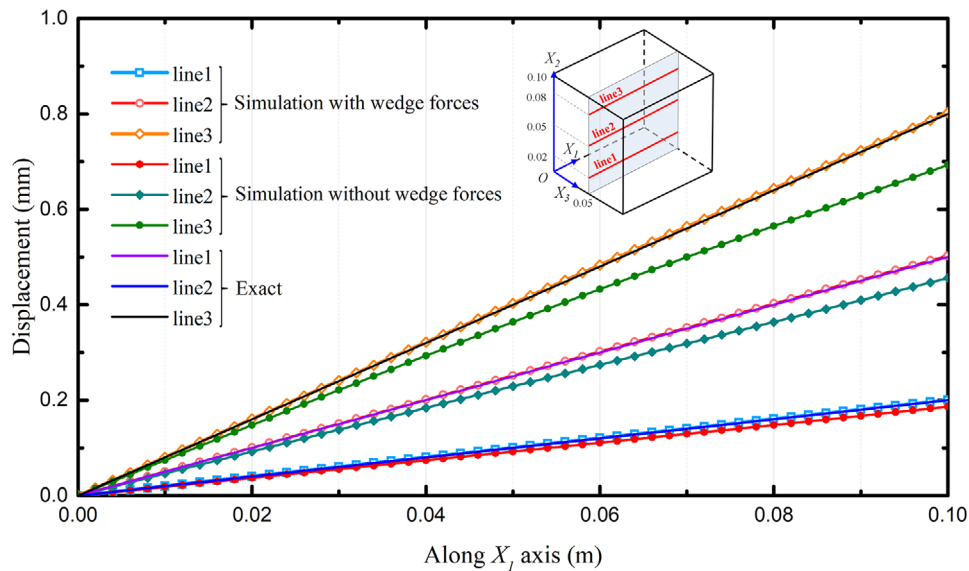 1.0
0.8
0.6
0.4
0.2
0.0
Displacement (mm)
line1
line2
line3
Simulation with wedge forces
line1
line2
line3
Simulation without wedge forces
line1
line2
line3
Exact
X2
0.10
0.08
0.05
0.02
O
X1
X3
0.05
line3
line2
line1
0.00
0.02
0.04
0.06
0.08
0.10
Along X1 axis (m)